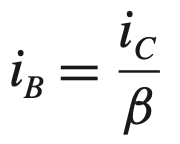 i_B = i_C / β